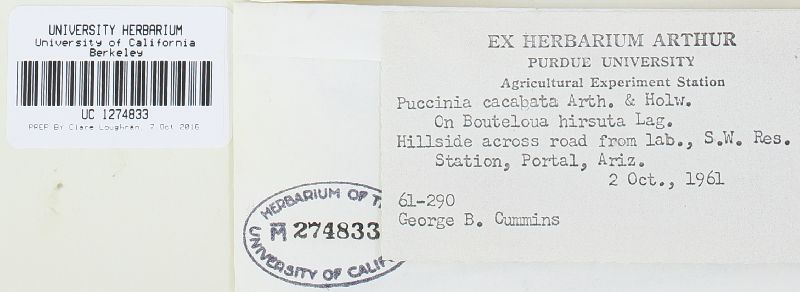 UNIVERSITY HERBARIUM
University of California
Berkeley
UC 1274833
PREP. By Clare Loughran, 7 Oct 2016
HERBARIUM OF T
M 274833
UNIVERSITY OF CALIF
EX HERBARIUM ARTHUR
PURDUE UNIVERSITY
Agricultural Experiment Station
Puccinia cacabata Arth. & Holw.
On Bouteloua hirsuta Lag.
Hillside across road from lab., S.W. Res.
Station, Portal, Ariz.
2 Oct., 1961
61-290
George B. Cummins